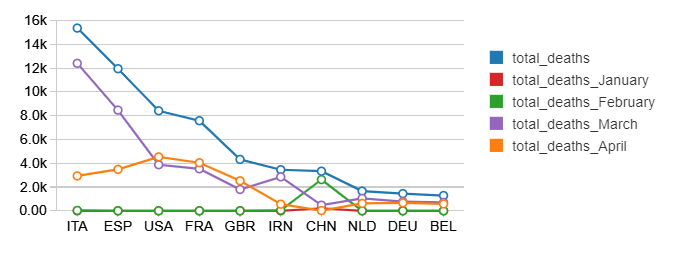 16k
14k
12k
10k
8.0k
6.0k
4.0k
2.0k
0.00
ITA ESP USA FRA GBR IRN CHN NLD DEU BEL
total_deaths
total_deaths_January
total_deaths_February
total_deaths_March
total_deaths_April